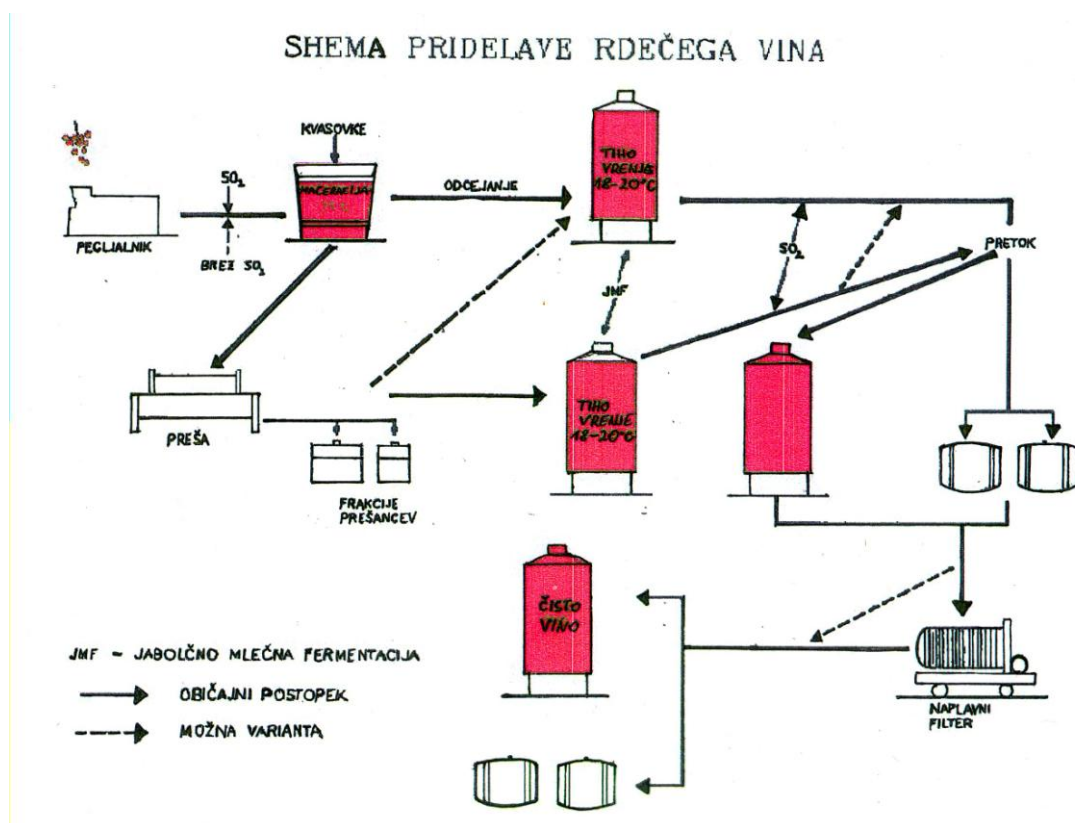 SHEMA PRIDELAVE RDEČEGA VINA
KVASOVKE
SO₂
MACERACIJA
PECLJALNIK
BREZ SO₂
ODCEJANJE
TIHO
VRENJE
18-20°C
SO₂
PRETOK
JMF
PREŠA
TIHO
VRENJE
18-20°C
FRAKCIJE
PREŠANCEV
ČISTO
VINO
JMF - JABOLČNO MLEČNA FERMENTACIJA
OBIČAJNI POSTOPEK
MOŽNA VARIANTA
NAPLAVNI
FILTER